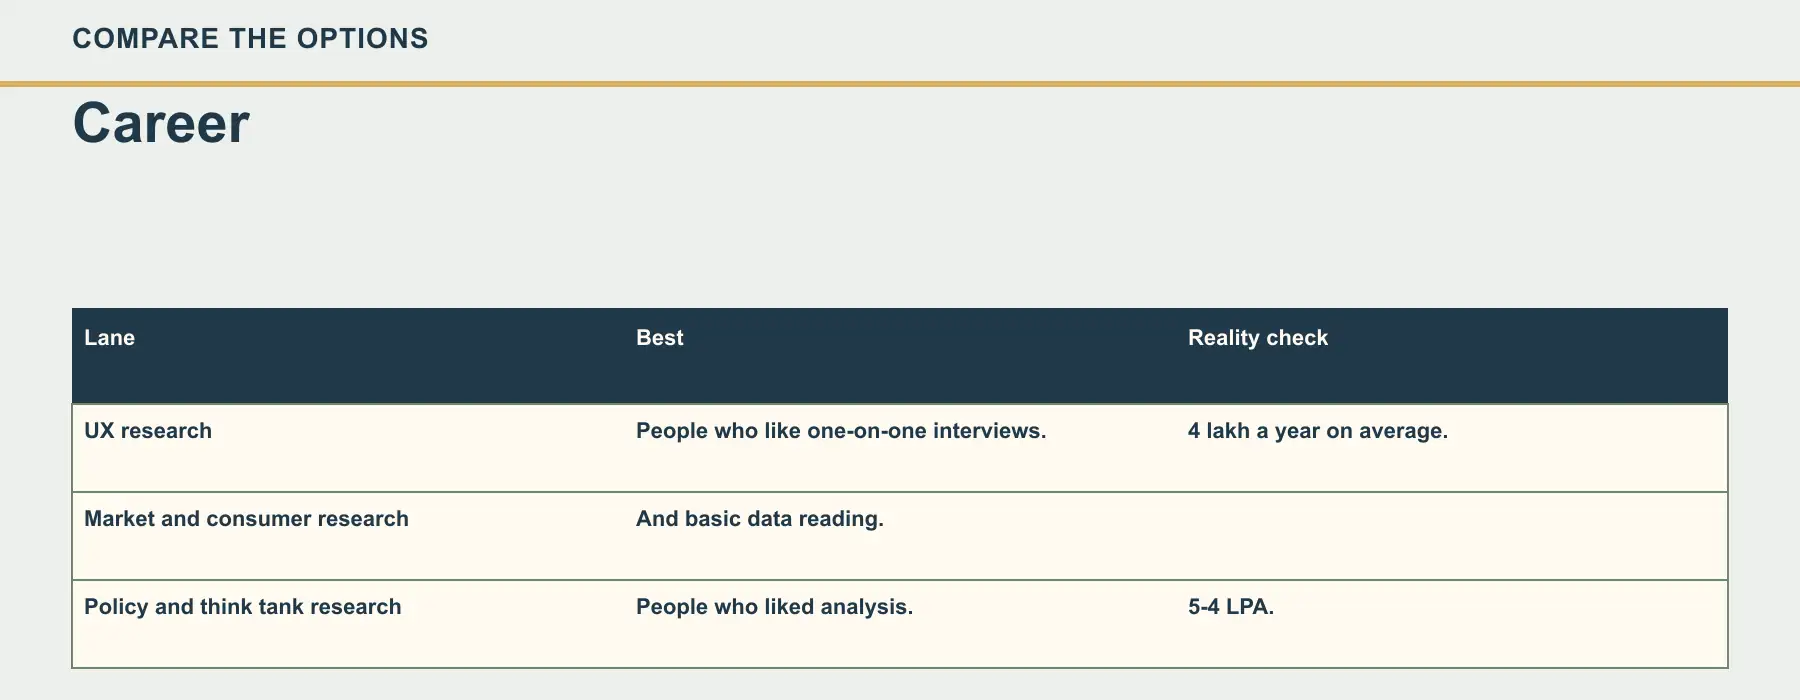 COMPARE THE OPTIONS
Career
Lane Best Reality check
UX research People who like one-on-one interviews. 4 lakh a year on average.
Market and consumer research And basic data reading.
Policy and think tank research People who liked analysis. 5-4 LPA.